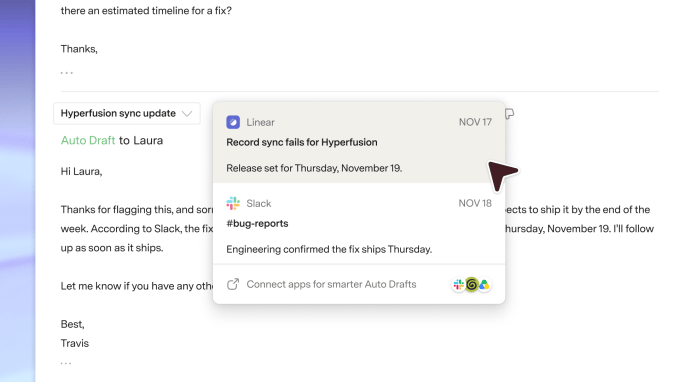 there an estimated timeline for a fix?
Thanks,
...
Hyperfusion sync update
Auto Draft to Laura
Hi Laura,
Thanks for flagging this, and
week. According to Slack, the fix
up as soon as it ships.
Let me know if you have any
Best,
Travis
...
Linear
NOV 17
Record sync fails for Hyperfusion
Release set for Thursday, November 19.
Slack
NOV 18
#bug-reports
Engineering confirmed the fix ships Thursday.
Connect apps for smarter Auto Drafts
to ship it by the end of the
November 19. I'll follow